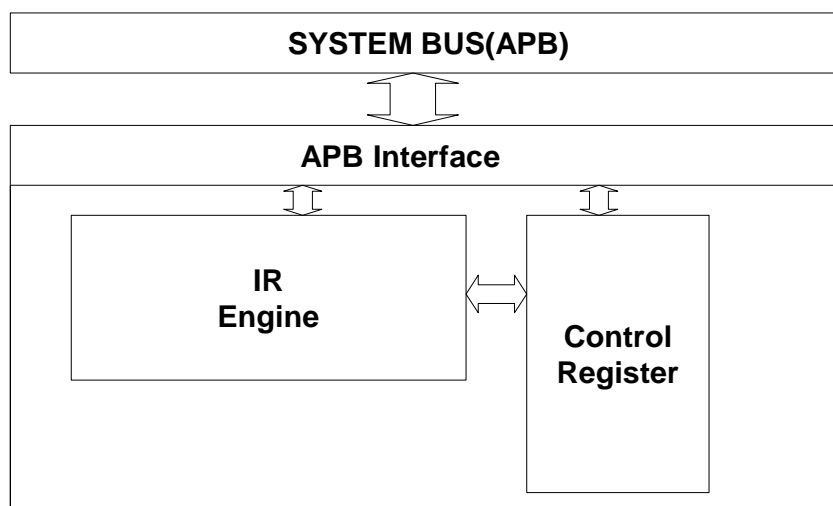 SYSTEM BUS(APB)
APB Interface
IR
Engine
Control
Register